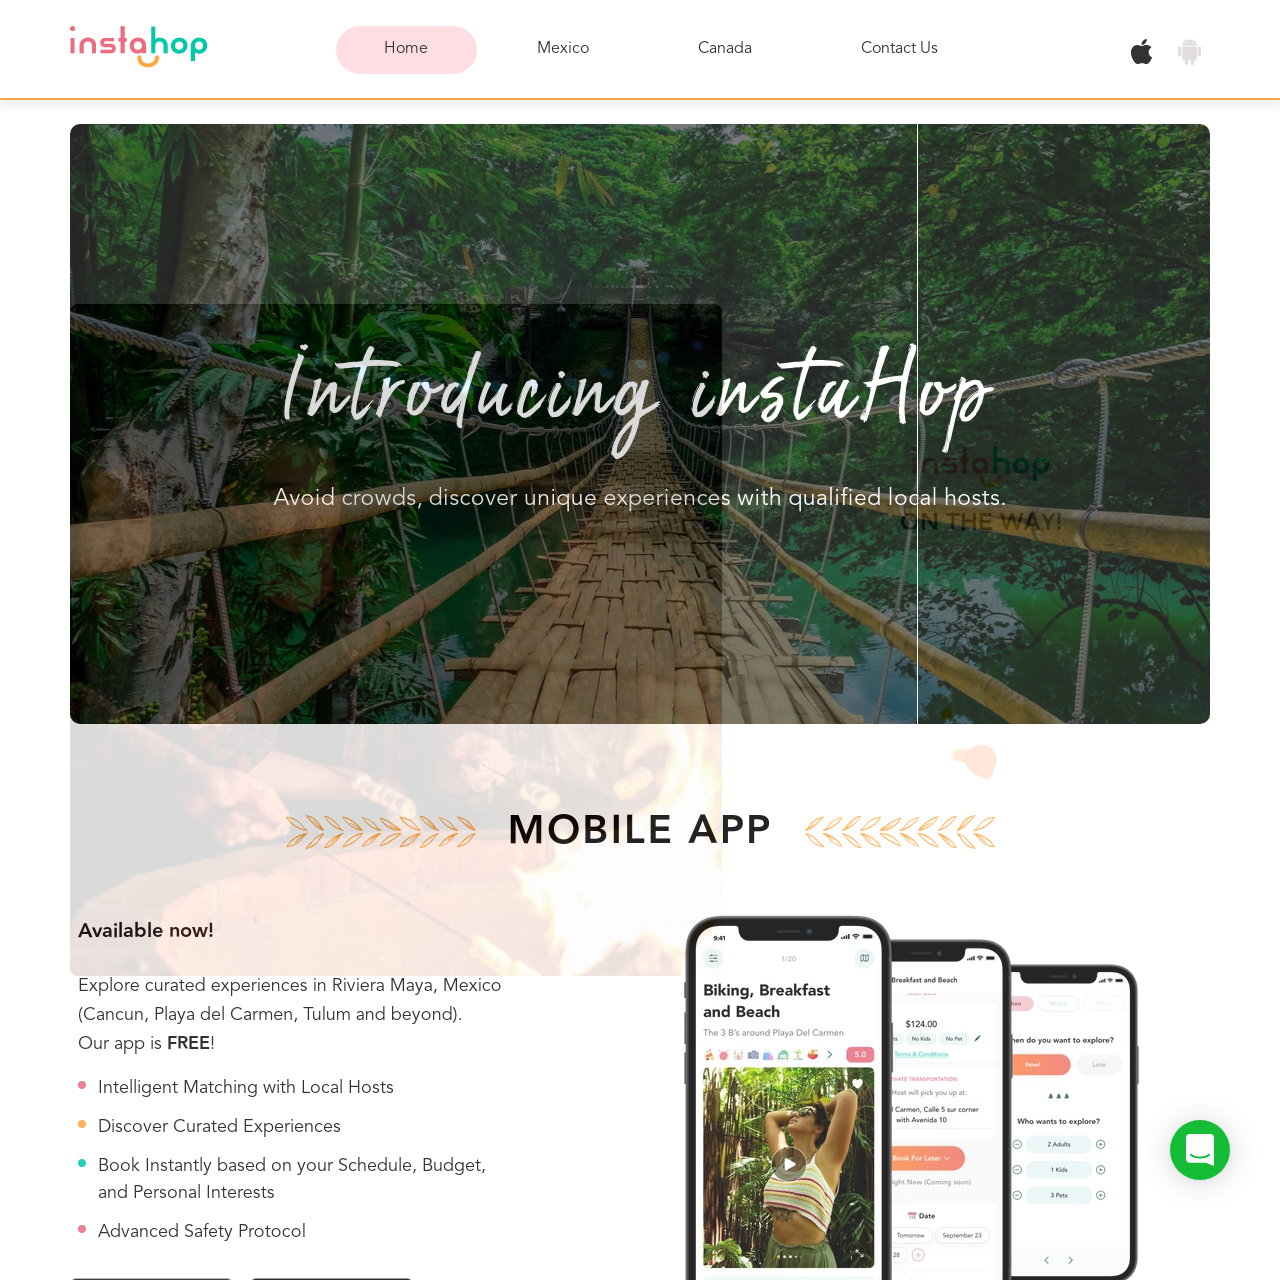 instahop
Home
Mexico
Canada
Contact Us
Introducing instaHop
instahop
Avoid crowds, discover unique experiences with qualified local hosts.
ON THE WAY!
MOBILE APP
Available now!
Explore curated experiences in Riviera Maya, Mexico
(Cancun, Playa del Carmen, Tulum and beyond).
Our app is FREE!
Intelligent Matching with Local Hosts
Discover Curated Experiences
Book Instantly based on your Schedule, Budget,
and Personal Interests
Advanced Safety Protocol
9:41
1/20
Biking, Breakfast
and Beach
The 3 B's around Playa Del Carmen
5.0
Breakfast and Beach
$124.00
No Kids
No Pet
Terms & Conditions
Host will pick you up at:
Carmen, Calle 5 sur corner
with Avenida 10
Book For Later
Right Now (Coming soon)
Date
Tomorrow
September 23
28
do you want to explore?
Now!
Later
Who wants to explore?
2 Adults
1 Kids
3 Pets